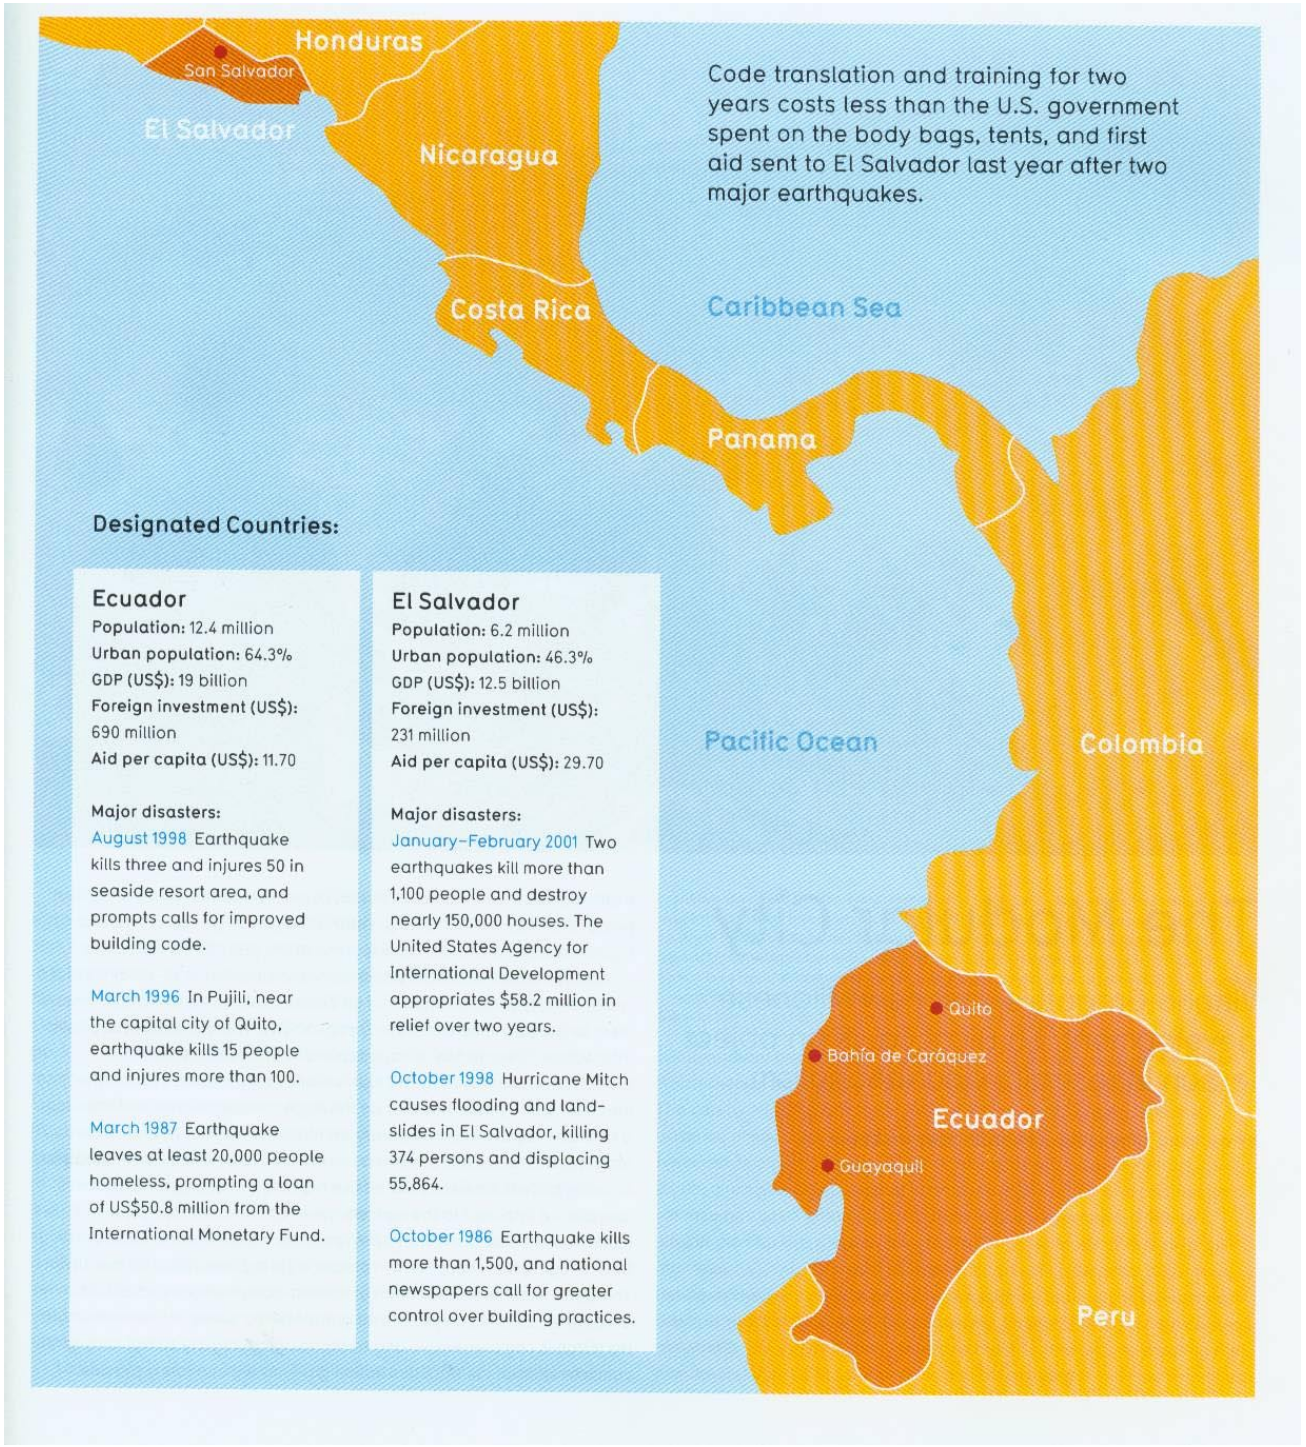 Honduras
San Salvador
El Salvador
Nicaragua
Code translation and training for two
years costs less than the U.S. government
spent on the body bags, tents, and first
aid sent to El Salvador last year after two
major earthquakes.
Costa Rica
Caribbean Sea
Panama
Designated Countries:
Ecuador
Population: 12.4 million
Urban population: 64.3%
GDP (US$): 19 billion
Foreign investment (US$):
690 million
Aid per capita (US$): 11.70
Major disasters:
August 1998 Earthquake
kills three and injures 50 in
seaside resort area, and
prompts calls for improved
building code.
March 1996 In Pujili, near
the capital city of Quito,
earthquake kills 15 people
and injures more than 100.
March 1987 Earthquake
leaves at least 20,000 people
homeless, prompting a loan
of US$50.8 million from the
International Monetary Fund.
El Salvador
Population: 6.2 million
Urban population: 46.3%
GDP (US$): 12.5 billion
Foreign investment (US$):
231 million
Aid per capita (US$): 29.70
Major disasters:
January–February 2001 Two
earthquakes kill more than
1,100 people and destroy
nearly 150,000 houses. The
United States Agency for
International Development
appropriates $58.2 million in
relief over two years.
October 1998 Hurricane Mitch
causes flooding and land-
slides in El Salvador, killing
374 persons and displacing
55,864.
October 1986 Earthquake kills
more than 1,500, and national
newspapers call for greater
control over building practices.
Pacific Ocean
Colombia
Quito
Bahía de Caráquez
Ecuador
Guayaquil
Peru